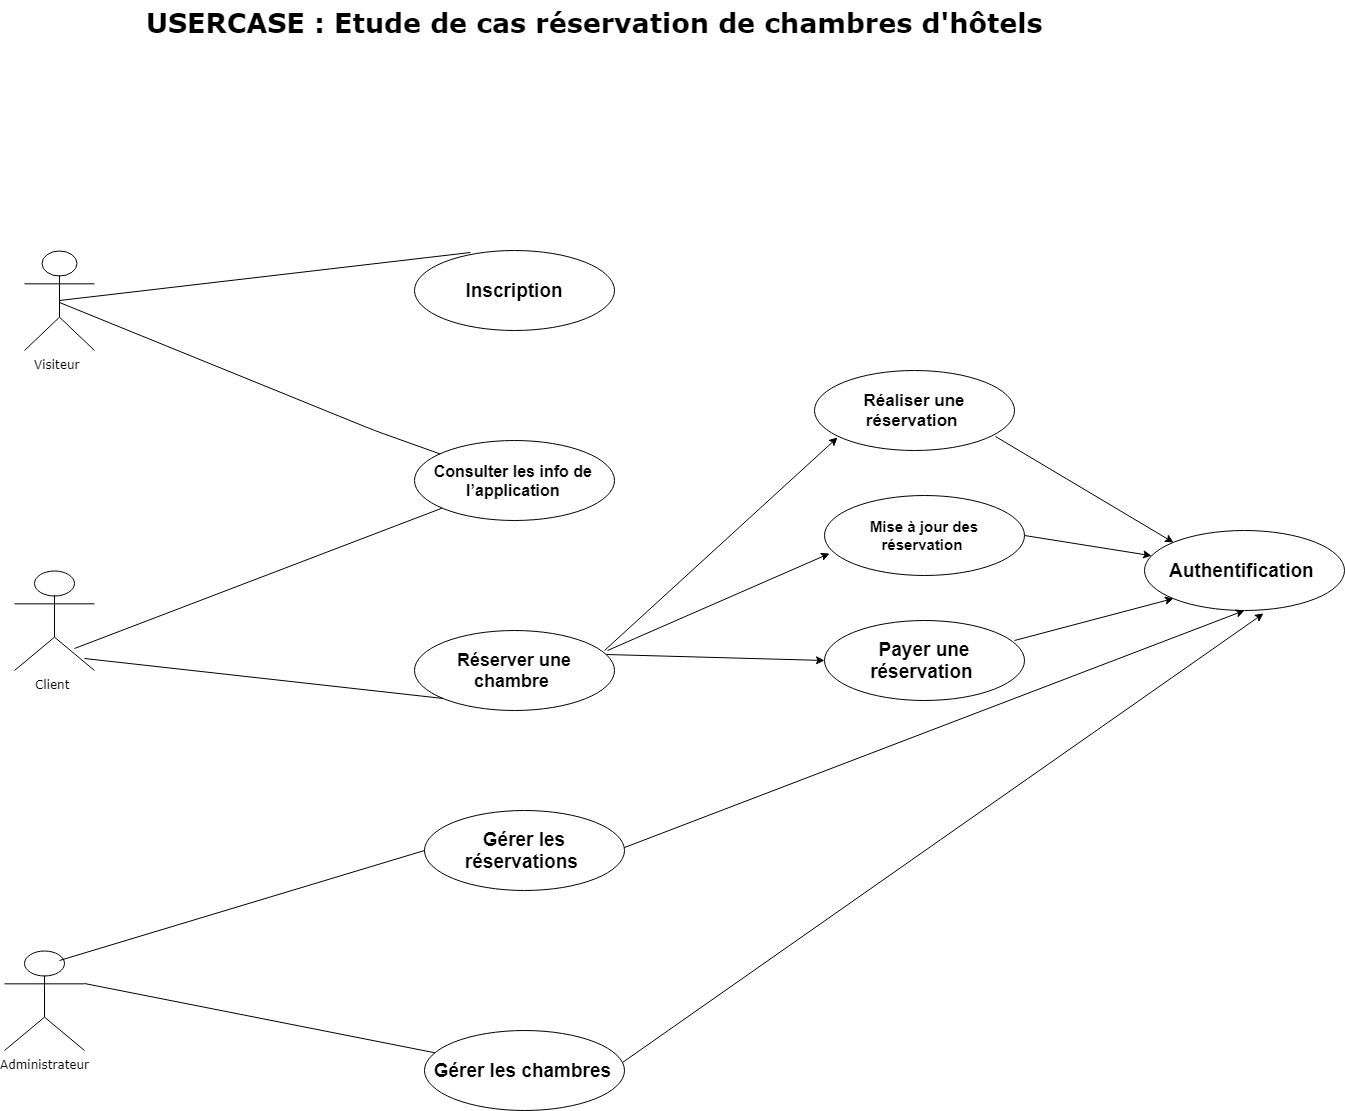 USERCASE : Etude de cas réservation de chambres d'hôtels
Inscription
Visiteur
Réaliser une
réservation
Consulter les info de
l’application
Mise à jour des
réservation
Authentification
Client
Réserver une
chambre
Payer une
réservation
Gérer les
réservations
Administrateur
Gérer les chambres